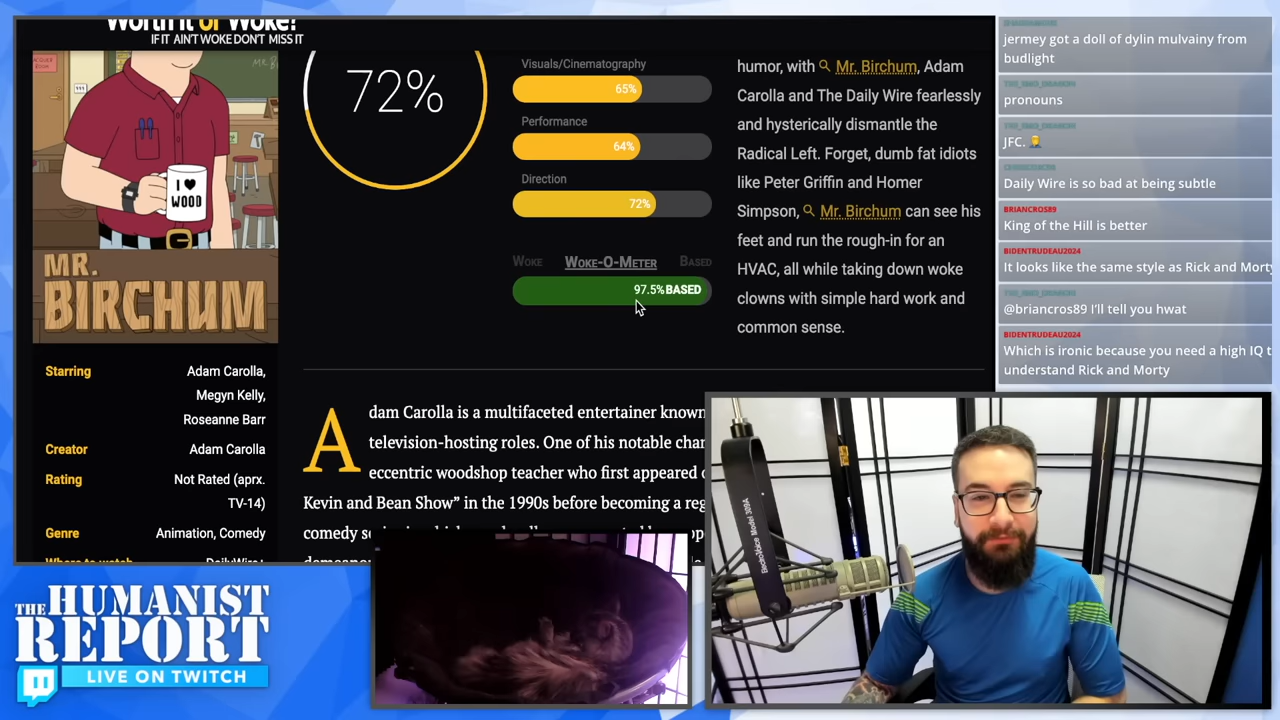 Worth it or Woke?
IF IT AIN'T WOKE DON'T MISS IT
I ♥
WOOD
MR.
BIRCHUM
Starring
Adam Carolla,
Megyn Kelly,
Roseanne Barr
Creator
Adam Carolla
Rating
Not Rated (aprx.
TV-14)
Genre
Animation, Comedy
Where to watch
DailyWire+
72%
Visuals/Cinematography
65%
Performance
64%
Direction
72%
WOKE WOKE-O-METER BASED
97.5%BASED
humor, with Mr. Birchum, Adam
Carolla and The Daily Wire fearlessly
and hysterically dismantle the
Radical Left. Forget, dumb fat idiots
like Peter Griffin and Homer
Simpson, Mr. Birchum can see his
feet and run the rough-in for an
HVAC, all while taking down woke
clowns with simple hard work and
common sense.
Adam Carolla is a multifaceted entertainer known
television-hosting roles. One of his notable char
eccentric woodshop teacher who first appeared
Kevin and Bean Show" in the 1990s before becoming a reg
comedy
jermey got a doll of dylin mulvainy from
budlight
pronouns
JFC.
Daily Wire is so bad at being subtle
BRIANCROS89
King of the Hill is better
BIDENTRUDEAU2024
It looks like the same style as Rick and Morty
@briancros89 I'll tell you hwat
BIDENTRUDEAU2024
Which is ironic because you need a high IQ t
understand Rick and Morty
ElectroVoice Model 309A
THE
HUMANIST
REPORT
LIVE ON TWITCH